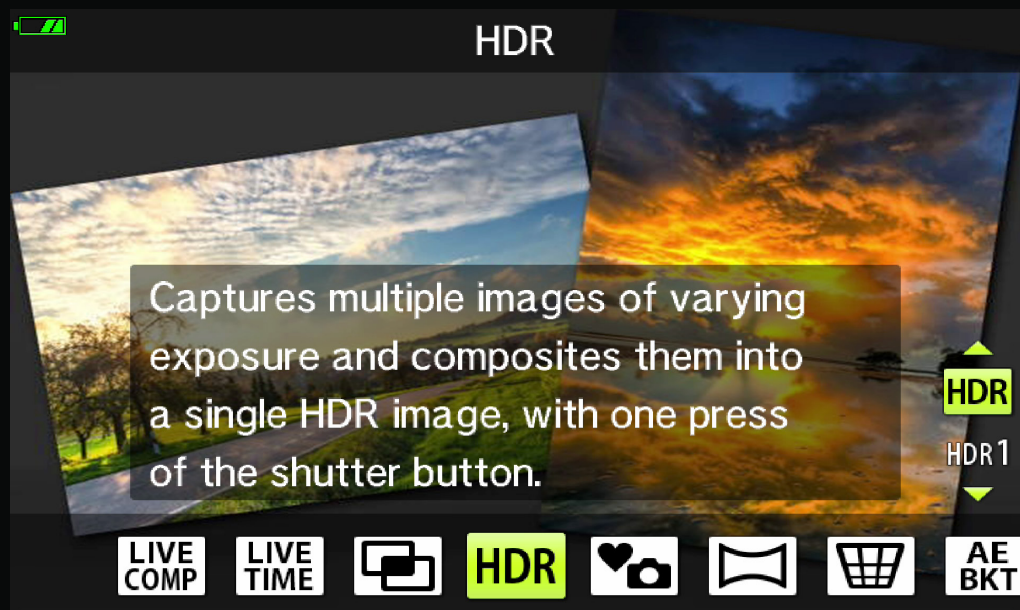 HDR
Captures multiple images of varying
exposure and composites them into
a single HDR image, with one press
of the shutter button.
HDR
HDR1
LIVE COMP
LIVE TIME
HDR
AE BKT